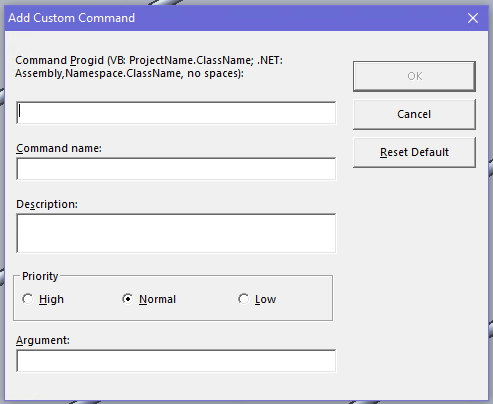 Add Custom Command
Command Progid (VB: ProjectName.ClassName; .NET:
Assembly,Namespace.ClassName, no spaces):
OK
Cancel
Command name:
Reset Default
Description:
Priority
High Normal Low
Argument: